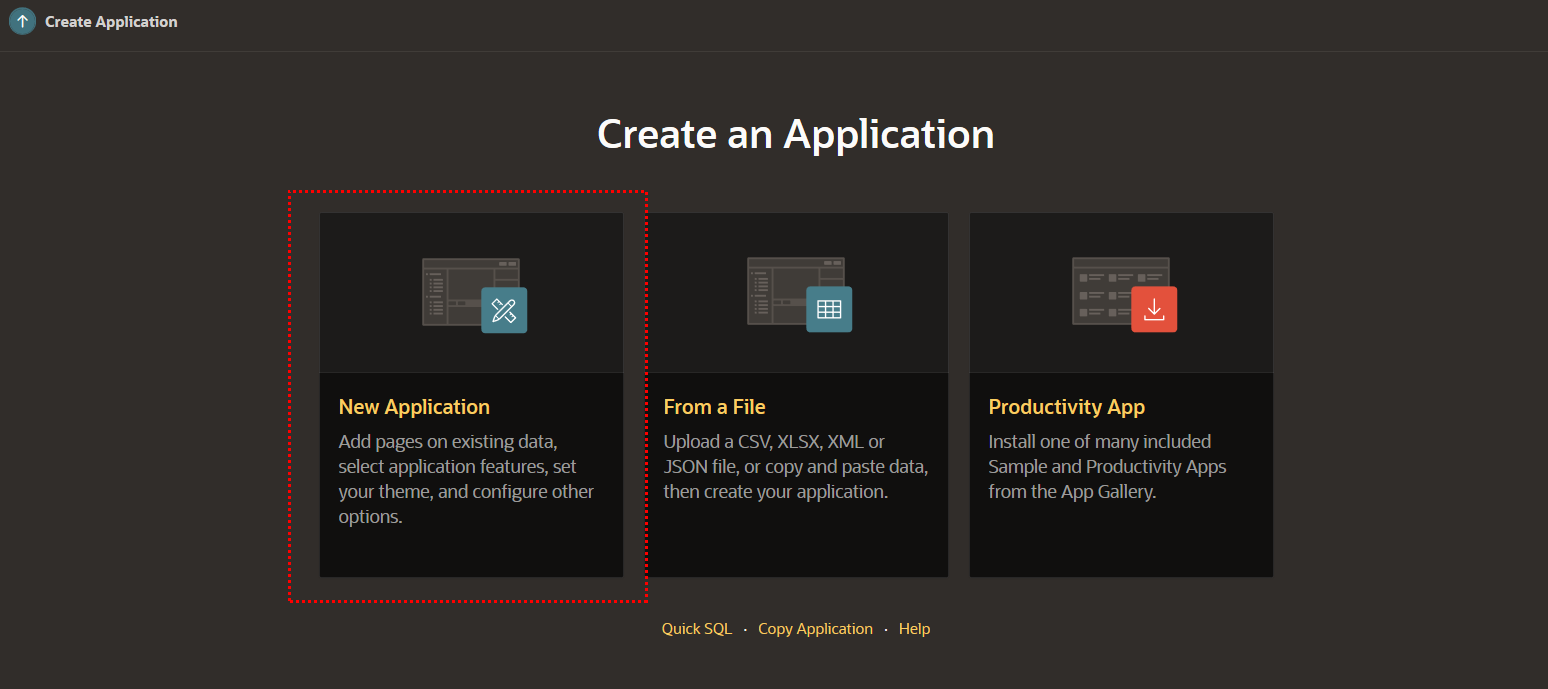 Create Application
Create an Application
New Application
Add pages on existing data,
select application features, set
your theme, and configure other
options.
From a File
Upload a CSV, XLSX, XML or
JSON file, or copy and paste data,
then create your application.
Productivity App
Install one of many included
Sample and Productivity Apps
from the App Gallery.
Quick SQL · Copy Application · Help